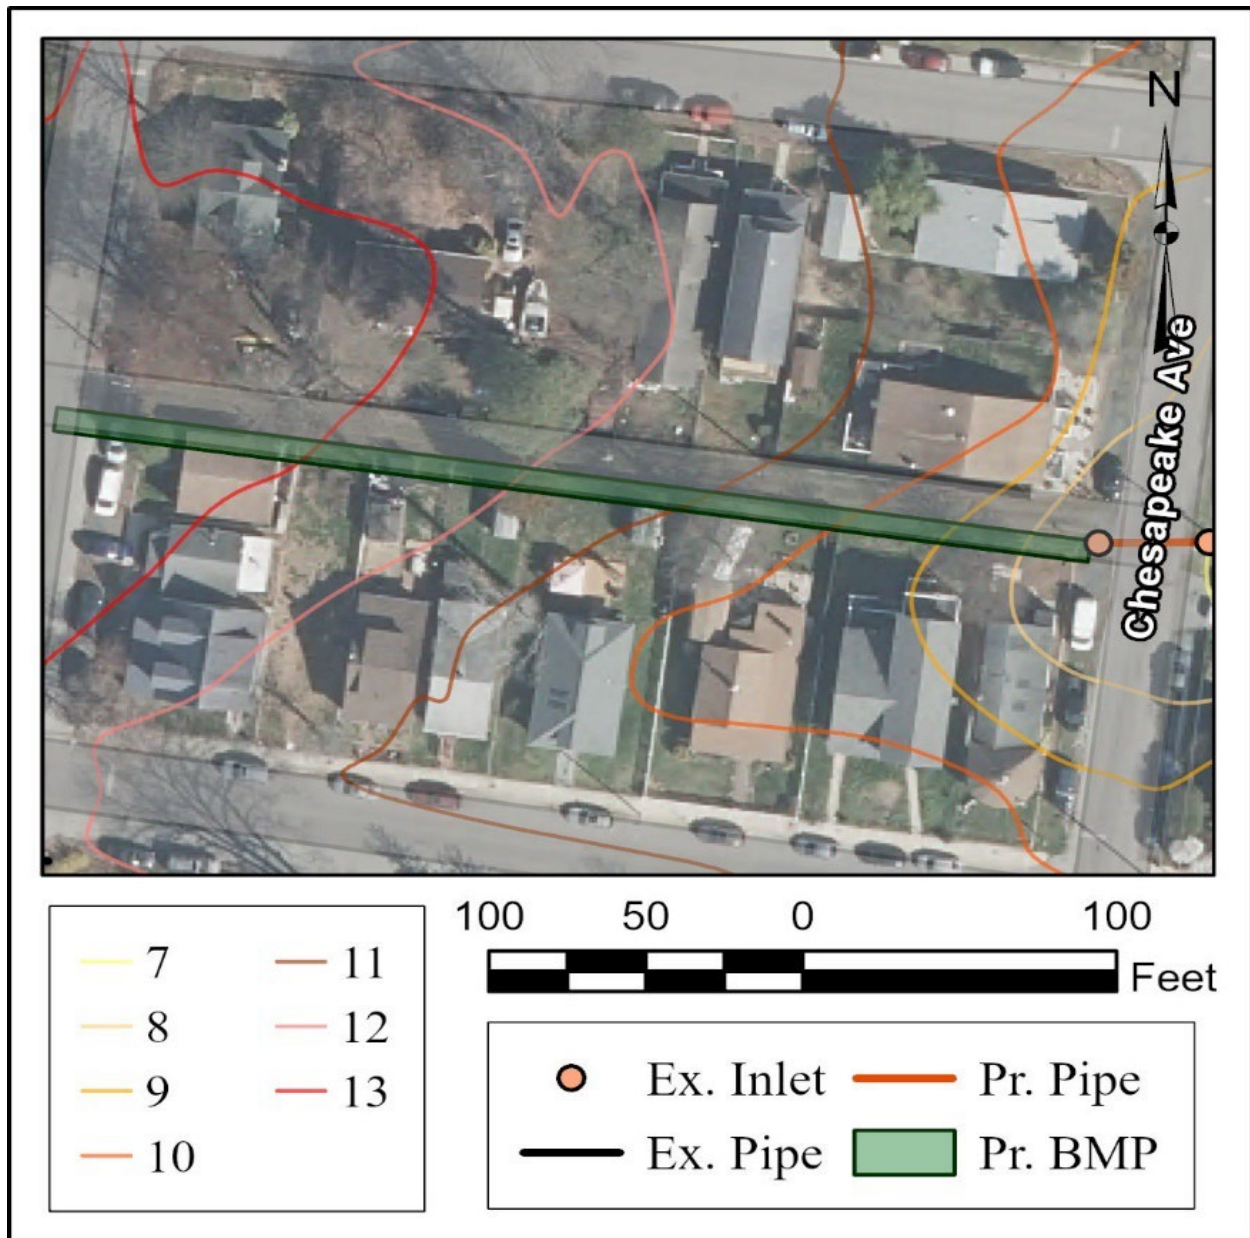 N
Chesapeake Ave
100 50 0 100
Feet
7 11
8 12
9 13
10
Ex. Inlet Pr. Pipe
Ex. Pipe Pr. BMP